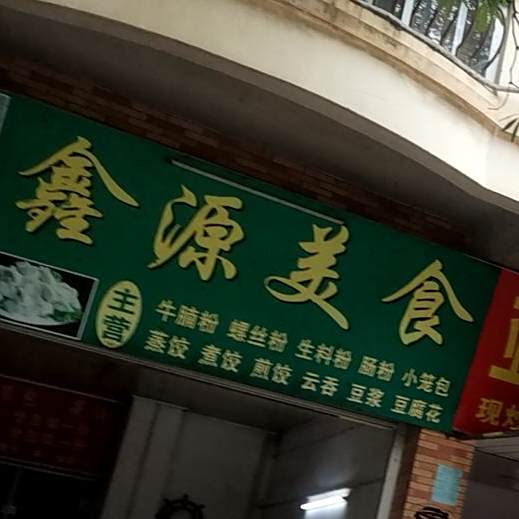 鑫源美食
主营
牛腩粉 螺丝粉 生料粉 肠粉 小笼包
蒸饺 煮饺 煎饺 云吞 豆浆 豆腐花
现炒